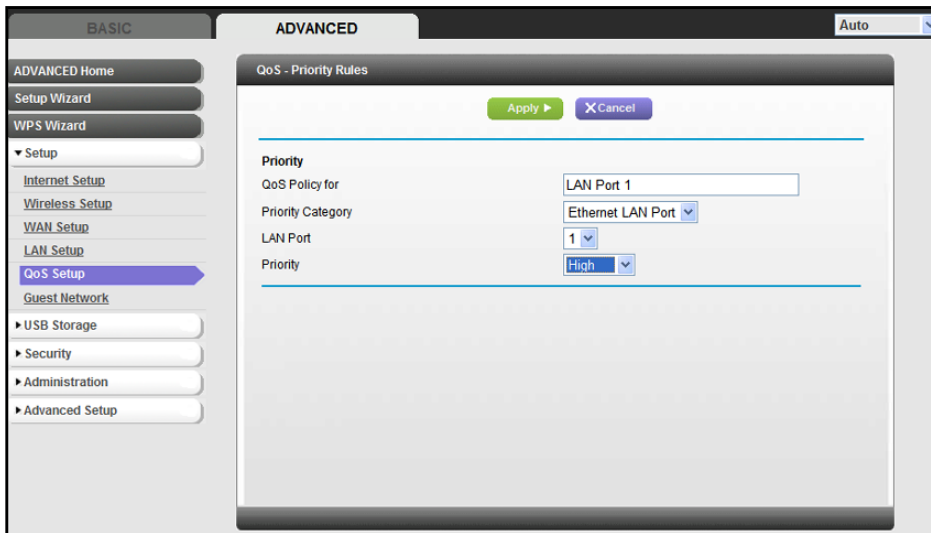 BASIC
ADVANCED
Auto
ADVANCED Home
Setup Wizard
WPS Wizard
Setup
Internet Setup
Wireless Setup
WAN Setup
LAN Setup
QoS Setup
Guest Network
USB Storage
Security
Administration
Advanced Setup
QoS - Priority Rules
Apply
Cancel
Priority
QoS Policy for LAN Port 1
Priority Category Ethernet LAN Port
LAN Port 1
Priority High